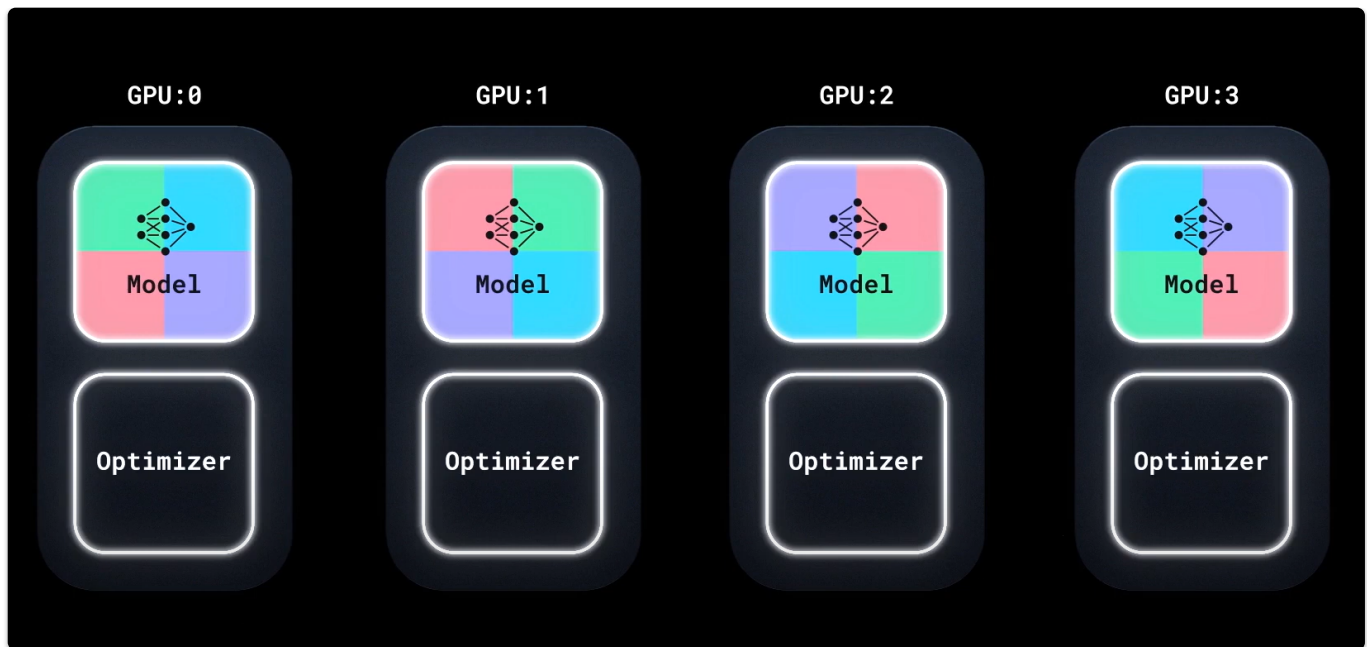 GPU:0
GPU:1
GPU:2
GPU:3
Model
Model
Model
Model
Optimizer
Optimizer
Optimizer
Optimizer